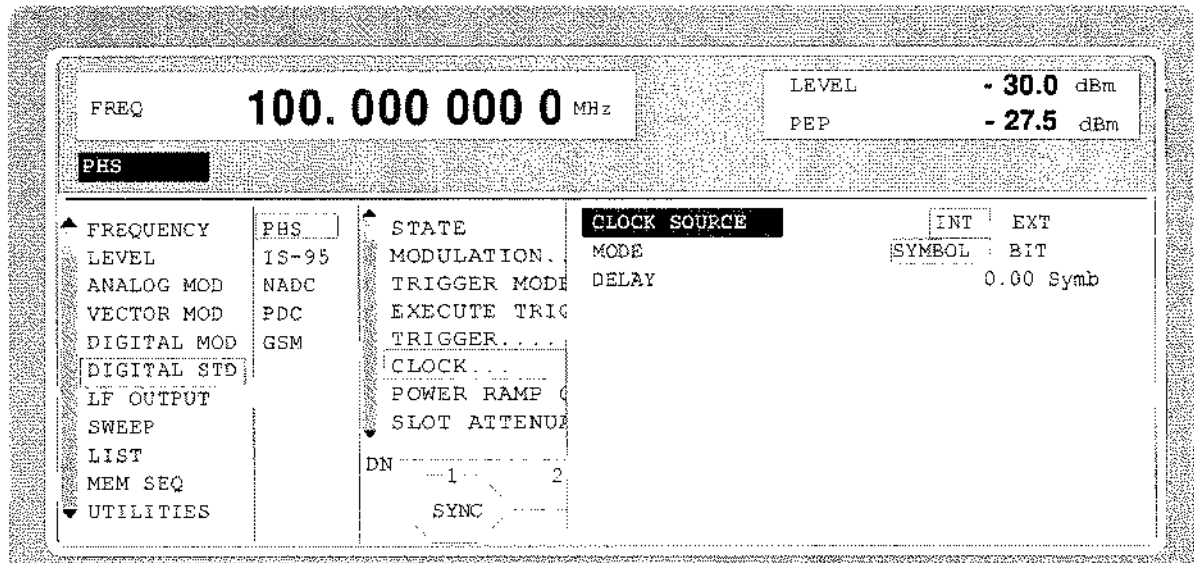 FREQ 100. 000 000 0 MHz
LEVEL - 30.0 dBm
PEP - 27.5 dBm
PHS
FREQUENCY
LEVEL
ANALOG MOD
VECTOR MOD
DIGITAL MOD
DIGITAL STD
LF OUTPUT
SWEEP
LIST
MEM SEQ
UTILITIES
PHS
IS-95
NADC
PDC
GSM
STATE
MODULATION..
TRIGGER MODE
EXECUTE TRIG
TRIGGER....
CLOCK...
POWER RAMP
SLOT ATTENUA
DN 1 2
SYNC
CLOCK SOURCE INT EXT
MODE SYMBOL BIT
DELAY 0.00 Symb